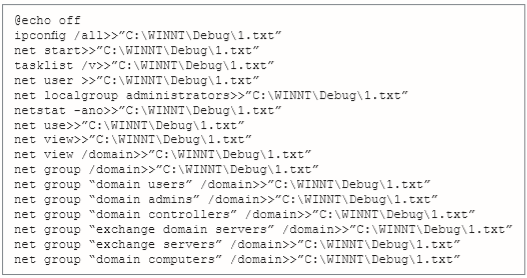 @echo off
ipconfig /all>>”C:\WINNT\Debug\1.txt”
net start>>”C:\WINNT\Debug\1.txt”
tasklist /v>>”C:\WINNT\Debug\1.txt”
net user >>”C:\WINNT\Debug\1.txt”
net localgroup administrators>>”C:\WINNT\Debug\1.txt”
netstat -ano>>”C:\WINNT\Debug\1.txt”
net use>>”C:\WINNT\Debug\1.txt”
net view>>”C:\WINNT\Debug\1.txt”
net view /domain>>”C:\WINNT\Debug\1.txt”
net group /domain>>”C:\WINNT\Debug\1.txt”
net group “domain users” /domain>>”C:\WINNT\Debug\1.txt”
net group “domain admins” /domain>>”C:\WINNT\Debug\1.txt”
net group “domain controllers” /domain>>”C:\WINNT\Debug\1.txt”
net group “exchange domain servers” /domain>>”C:\WINNT\Debug\1.txt”
net group “exchange servers” /domain>>”C:\WINNT\Debug\1.txt”
net group “domain computers” /domain>>”C:\WINNT\Debug\1.txt”